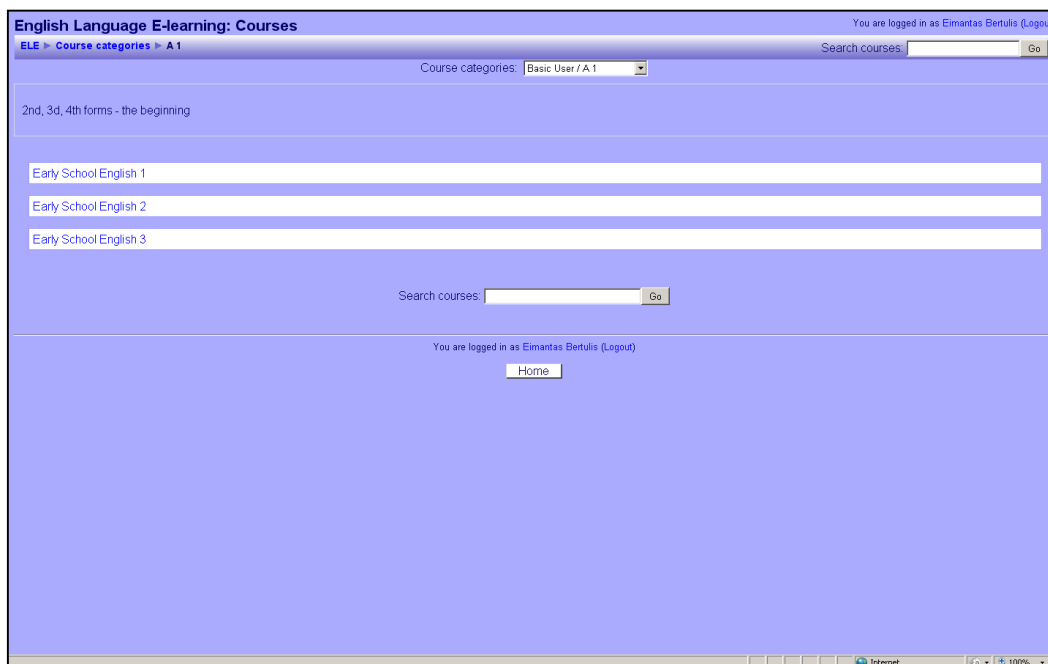 English Language E-learning: Courses
You are logged in as Eimantas Bertulis (Logou
ELE ► Course categories ► A 1
Search courses: Go
Course categories: Basic User / A 1
2nd, 3d, 4th forms - the beginning
Early School English 1
Early School English 2
Early School English 3
Search courses: Go
You are logged in as Eimantas Bertulis (Logout)
Home
Internet 100%